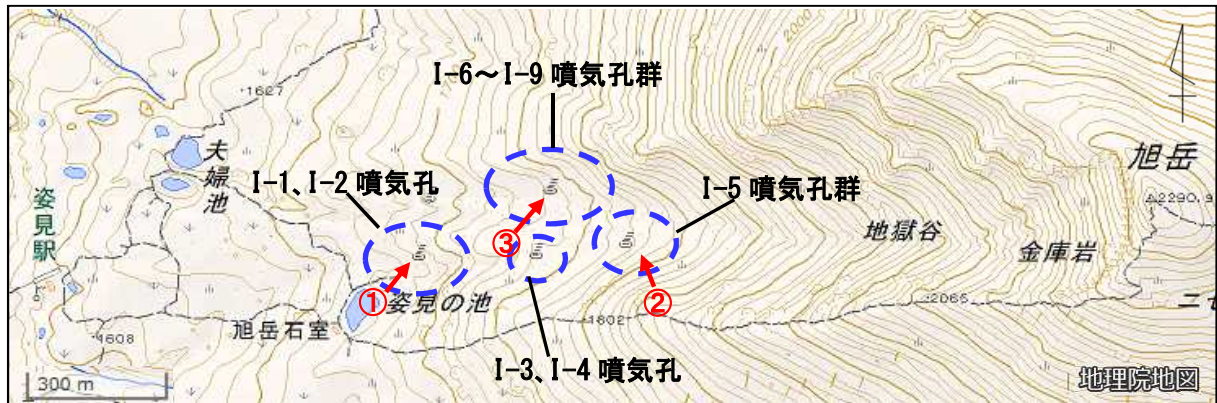 I-6～I-9 噴気孔群
2000
・1627
夫婦池
旭岳
I-1、I-2 噴気孔
I-5 噴気孔群
△2290.9
姿見駅
③
地獄谷
金庫岩
①
姿見の池
②
・2065
二七
旭岳石室
・1602
・1608
I-3、I-4 噴気孔
300 m
地理院地図